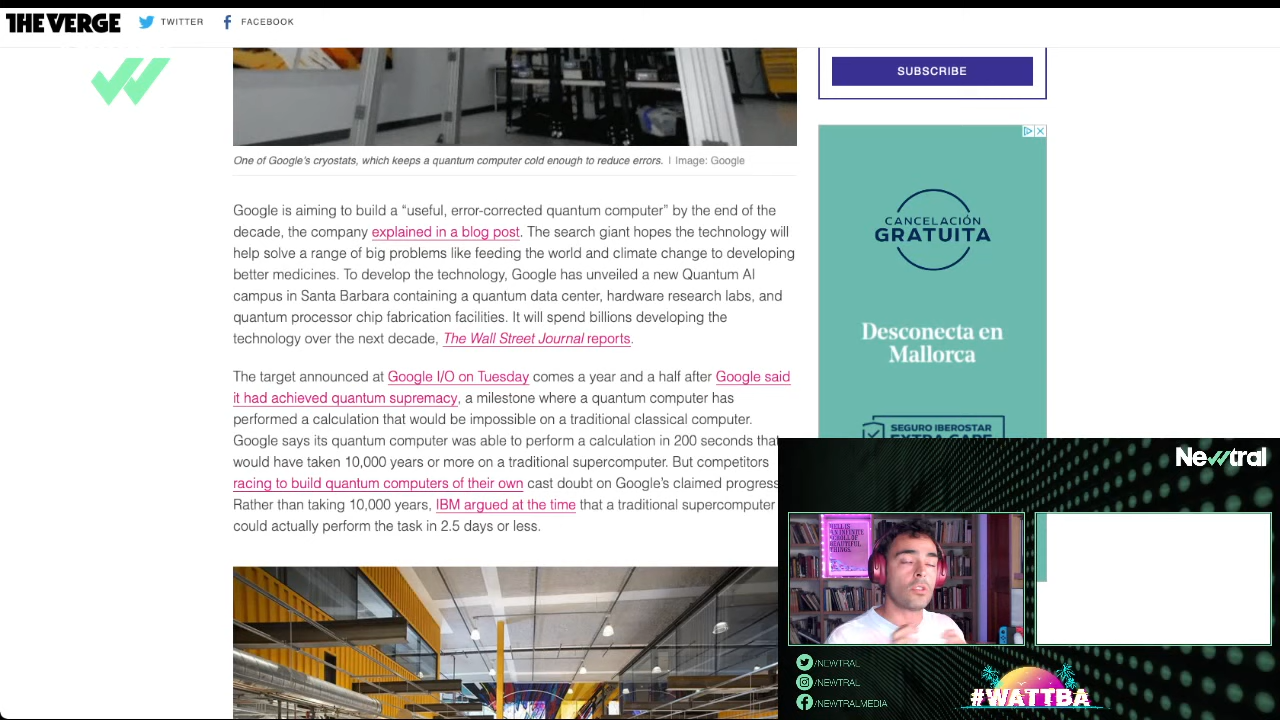 THE VERGE
TWITTER
FACEBOOK
SUBSCRIBE
One of Google's cryostats, which keeps a quantum computer cold enough to reduce errors. | Image: Google
Google is aiming to build a “useful, error-corrected quantum computer” by the end of the
decade, the company explained in a blog post. The search giant hopes the technology will
help solve a range of big problems like feeding the world and climate change to developing
better medicines. To develop the technology, Google has unveiled a new Quantum AI
campus in Santa Barbara containing a quantum data center, hardware research labs, and
quantum processor chip fabrication facilities. It will spend billions developing the
technology over the next decade, The Wall Street Journal reports.
The target announced at Google I/O on Tuesday comes a year and a half after Google said
it had achieved quantum supremacy, a milestone where a quantum computer has
performed a calculation that would be impossible on a traditional classical computer.
Google says its quantum computer was able to perform a calculation in 200 seconds that
would have taken 10,000 years or more on a traditional supercomputer. But competitors
racing to build quantum computers of their own cast doubt on Google's claimed progress.
Rather than taking 10,000 years, IBM argued at the time that a traditional supercomputer
could actually perform the task in 2.5 days or less.
CANCELACIÓN
GRATUITA
Desconecta en
Mallorca
SEGURO IBEROSTAR
EXTRA CARE
Newtral
HELL IS
AN INFINITE
SCROLL OF
BEAUTIFUL
THINGS.
/NEWTRAL
/NEWTRAL
/NEWTRALMEDIA
#WATTBA